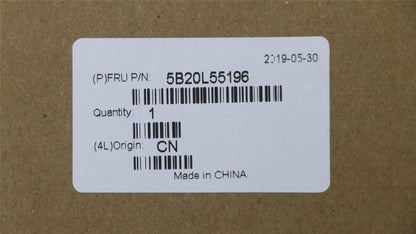 2019-05-30
(P)FRU P/N: 5B20L55196
Quantity: 1
(4L)Origin: CN
Made in CHINA